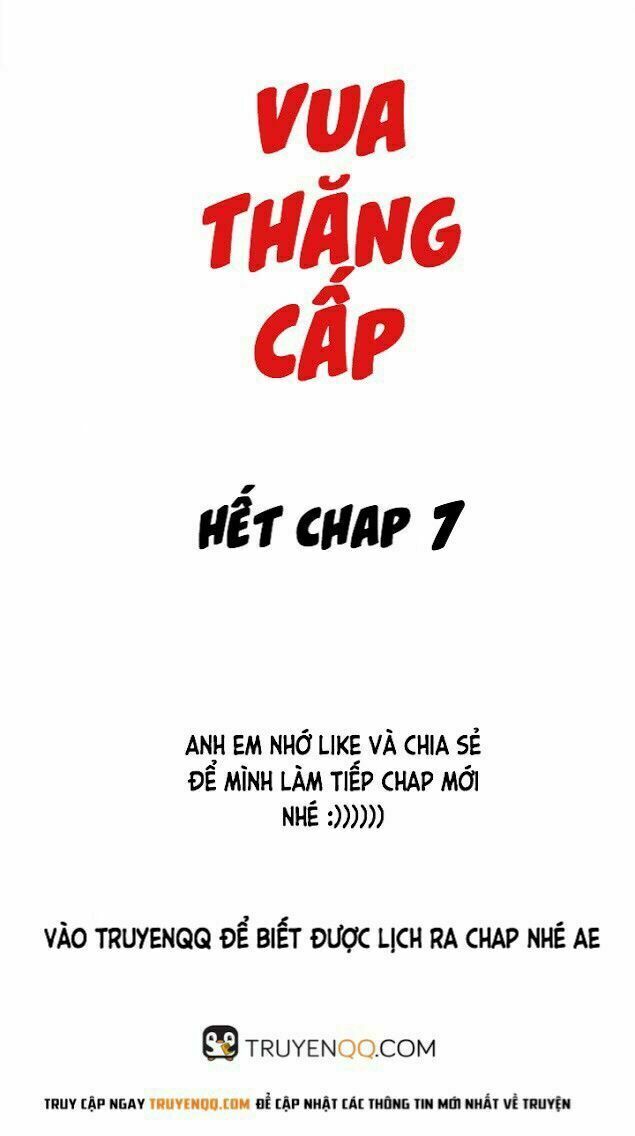 VUA
THĂNG
CẤP
HẾT CHAP 7
ANH EM NHỚ LIKE VÀ CHIA SẺ
ĐỂ MÌNH LÀM TIẾP CHAP MỚI
NHÉ :))))))
VÀO TRUYENQQ ĐỂ BIẾT ĐƯỢC LỊCH RA CHAP NHÉ AE
TRUYENQQ.COM
TRUY CẬP NGAY TRUYENQQ.COM ĐỂ CẬP NHẬT CÁC THÔNG TIN MỚI NHẤT VỀ TRUYỆN